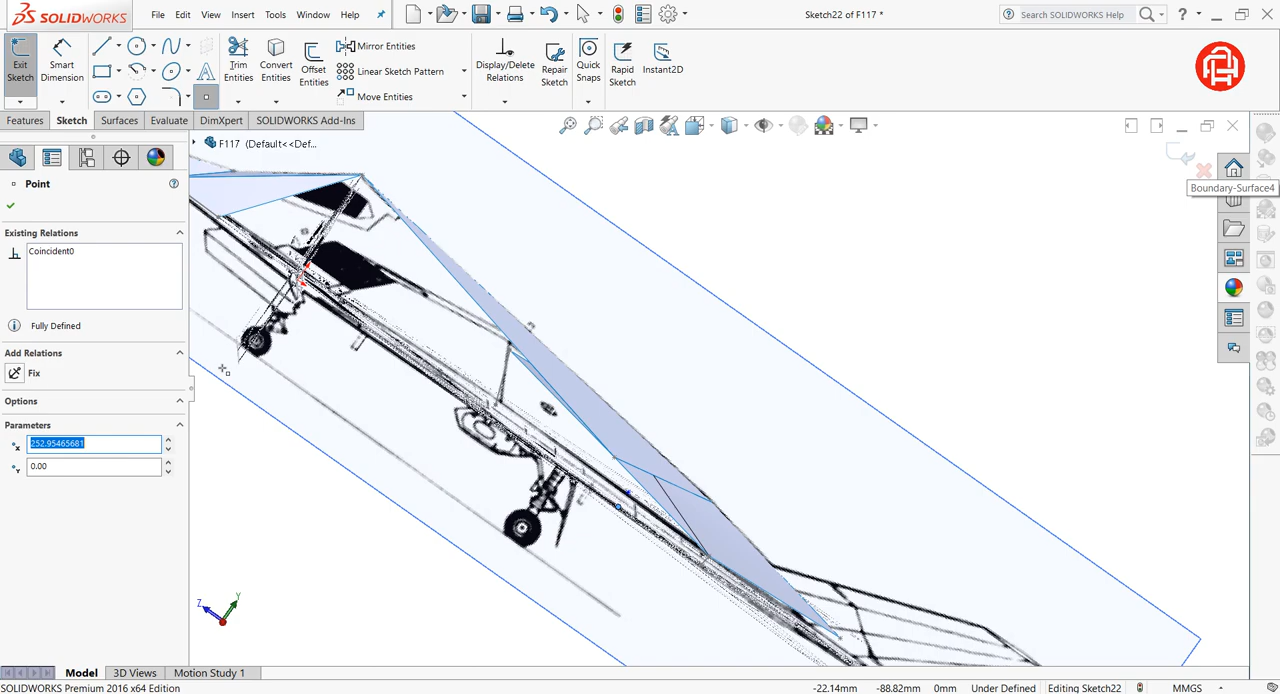 SOLIDWORKS File Edit View Insert Tools Window Help Sketch22 of F117 * Search SOLIDWORKS Help
Exit Sketch
Smart Dimension
Trim Entities
Convert Entities
Offset Entities
Mirror Entities
Linear Sketch Pattern
Move Entities
Display/Delete Relations
Repair Sketch
Quick Snaps
Rapid Sketch
Instant2D
Features Sketch Surfaces Evaluate DimXpert SOLIDWORKS Add-Ins
F117 (Default<<Def...
Point
Boundary-Surface4
Existing Relations
Coincident0
Fully Defined
Add Relations
Fix
Options
Parameters
252.95465681
0.00
Y
Z
Model 3D Views Motion Study 1
SOLIDWORKS Premium 2016 x64 Edition -22.14mm -88.82mm 0mm Under Defined Editing Sketch22 MMGS